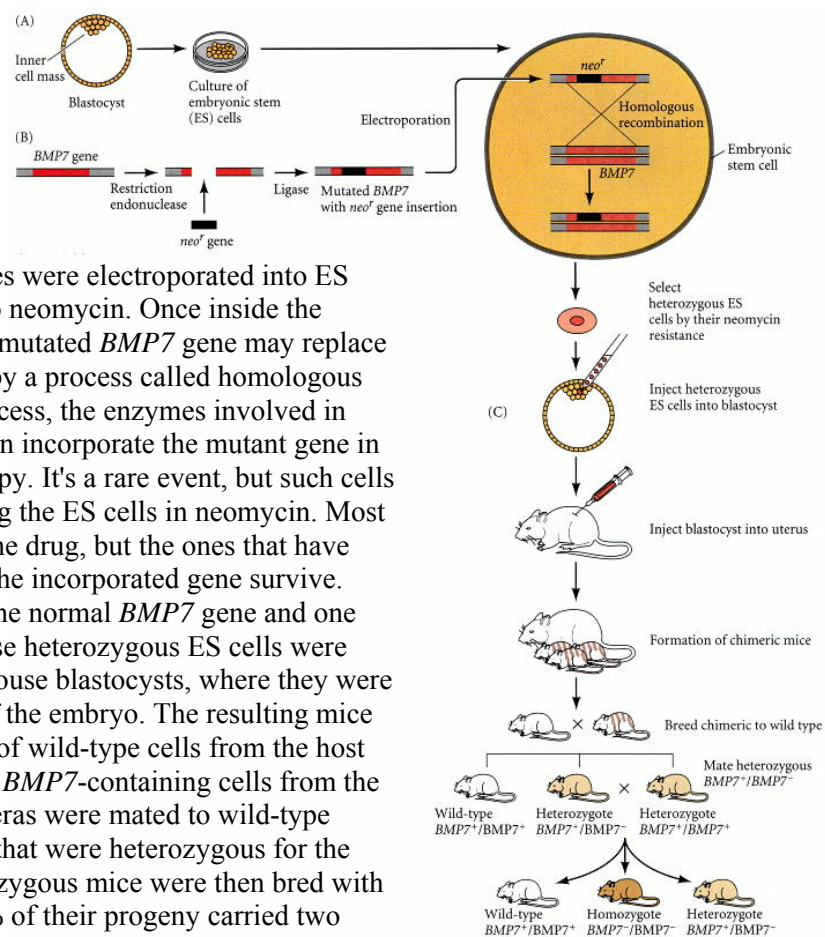 (A)
Inner
cell mass
Blastocyst
Culture of
embryonic stem
(ES) cells
neoʳ
Homologous
recombination
Electroporation
(B)
BMP7 gene
Restriction
endonuclease
neoʳ gene
Ligase
Mutated BMP7
with neoʳ gene insertion
Embryonic
stem cell
BMP7
es were electroporated into ES
neomycin. Once inside the
mutated BMP7 gene may replace
by a process called homologous
cess, the enzymes involved in
n incorporate the mutant gene in
py. It's a rare event, but such cells
g the ES cells in neomycin. Most
he drug, but the ones that have
he incorporated gene survive.
ne normal BMP7 gene and one
se heterozygous ES cells were
ouse blastocysts, where they were
f the embryo. The resulting mice
of wild-type cells from the host
BMP7-containing cells from the
eras were mated to wild-type
that were heterozygous for the
zygous mice were then bred with
% of their progeny carried two
Select
heterozygous ES
cells by their neomycin
resistance
(C)
Inject heterozygous
ES cells into blastocyst
Inject blastocyst into uterus
Formation of chimeric mice
×
Breed chimeric to wild type
Mate heterozygous
BMP7⁺/BMP7⁻
×
Wild-type
BMP7⁺/BMP7⁺
Heterozygote
BMP7⁺/BMP7⁻
Heterozygote
BMP7⁺/BMP7⁺
Wild-type
BMP7⁺/BMP7⁺
Homozygote
BMP7⁻/BMP7⁻
Heterozygote
BMP7⁺/BMP7⁻